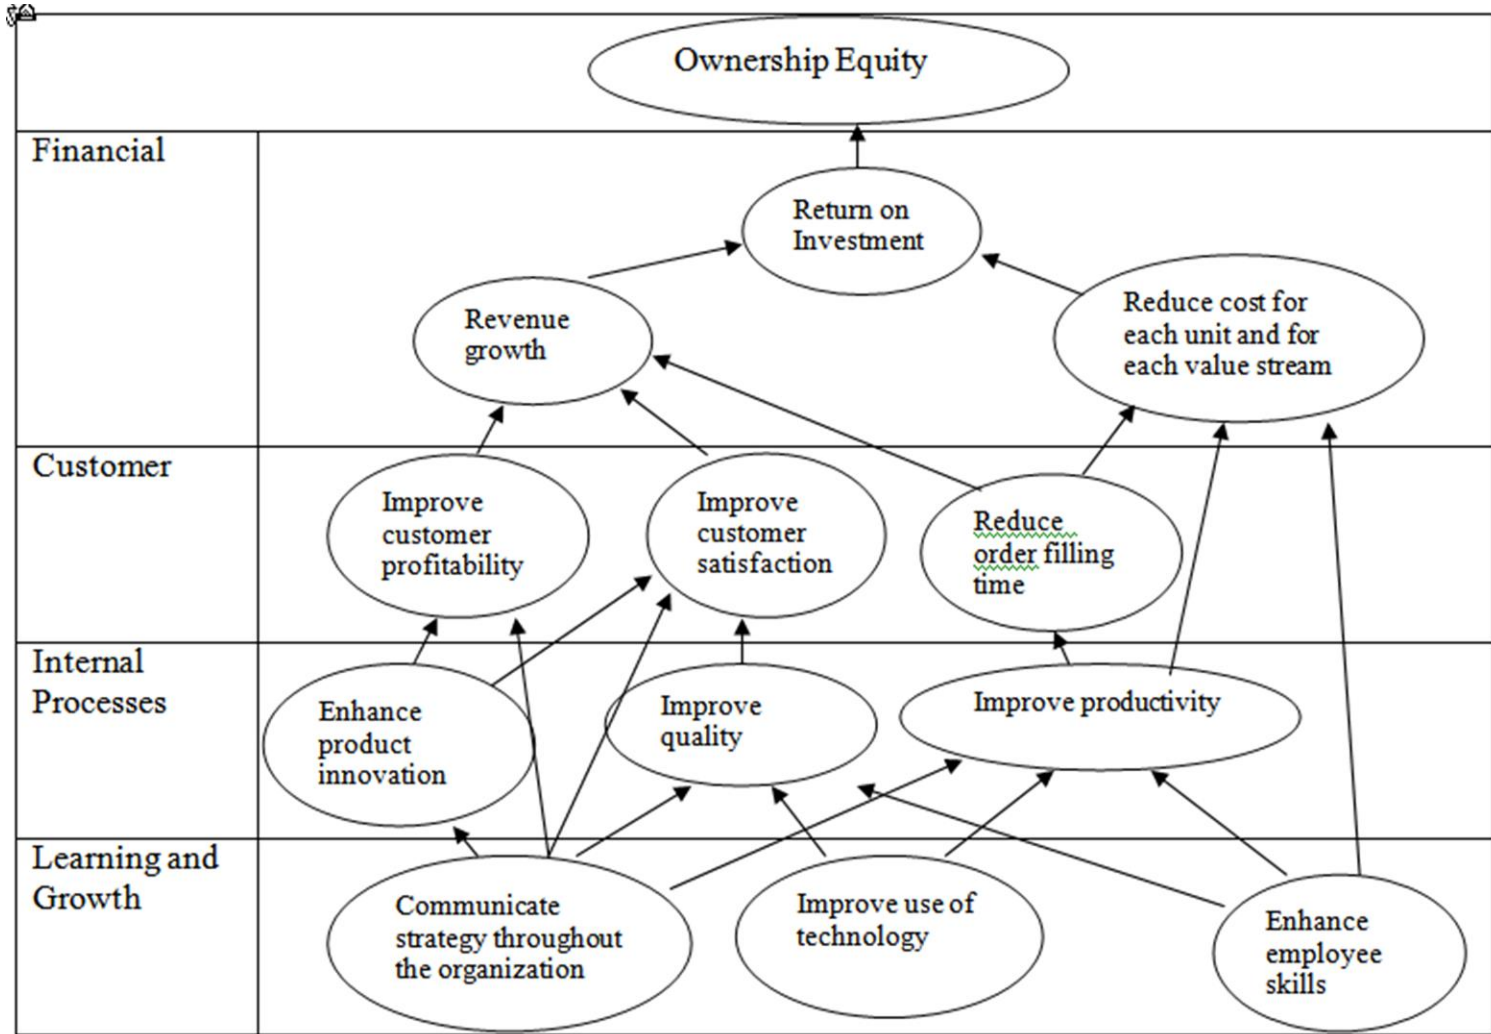 Ownership Equity
Financial
Return on
Investment
Revenue
growth
Reduce cost for
each unit and for
each value stream
Customer
Improve
customer
profitability
Improve
customer
satisfaction
Reduce
order filling
time
Internal
Processes
Enhance
product
innovation
Improve
quality
Improve productivity
Learning and
Growth
Communicate
strategy throughout
the organization
Improve use of
technology
Enhance
employee
skills